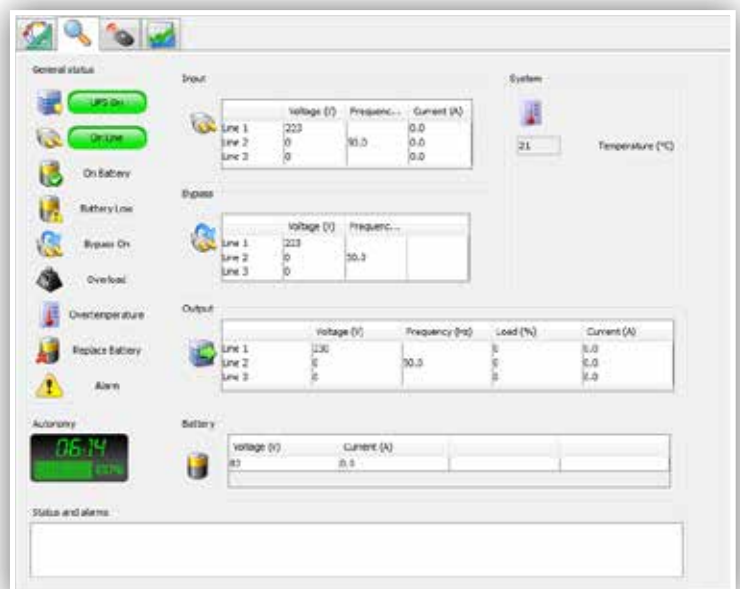 General status
UPS On
On Line
On Battery
Battery Low
Bypass On
Overload
Overtemperature
Replace Battery
Alarm
Autonomy
06:14
Input
Voltage (V) Frequenc... Current (A)
Line 1 223 0.0
Line 2 0 50.0 0.0
Line 3 0 0.0
Bypass
Voltage (V) Frequenc...
Line 1 223
Line 2 0 50.0
Line 3 0
Output
Voltage (V) Frequency (Hz) Load (%) Current (A)
Line 1 230 0 0.0
Line 2 0 50.0 0 0.0
Line 3 0 0 0.0
Battery
Voltage (V) Current (A)
0.0
System
21 Temperature (°C)
Status and alarms